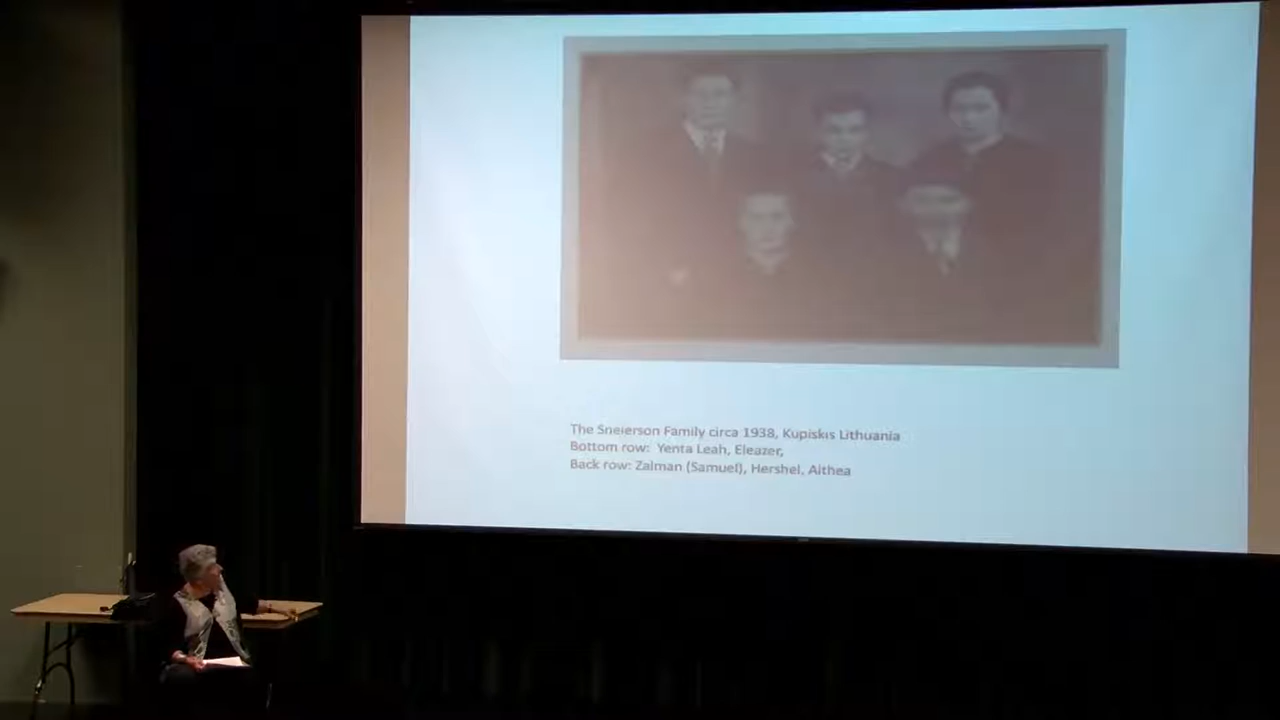 The Sneierson Family circa 1938, Kupiskis Lithuania
Bottom row: Yenta Leah, Eleazer,
Back row: Zalman (Samuel), Hershel, Aithea